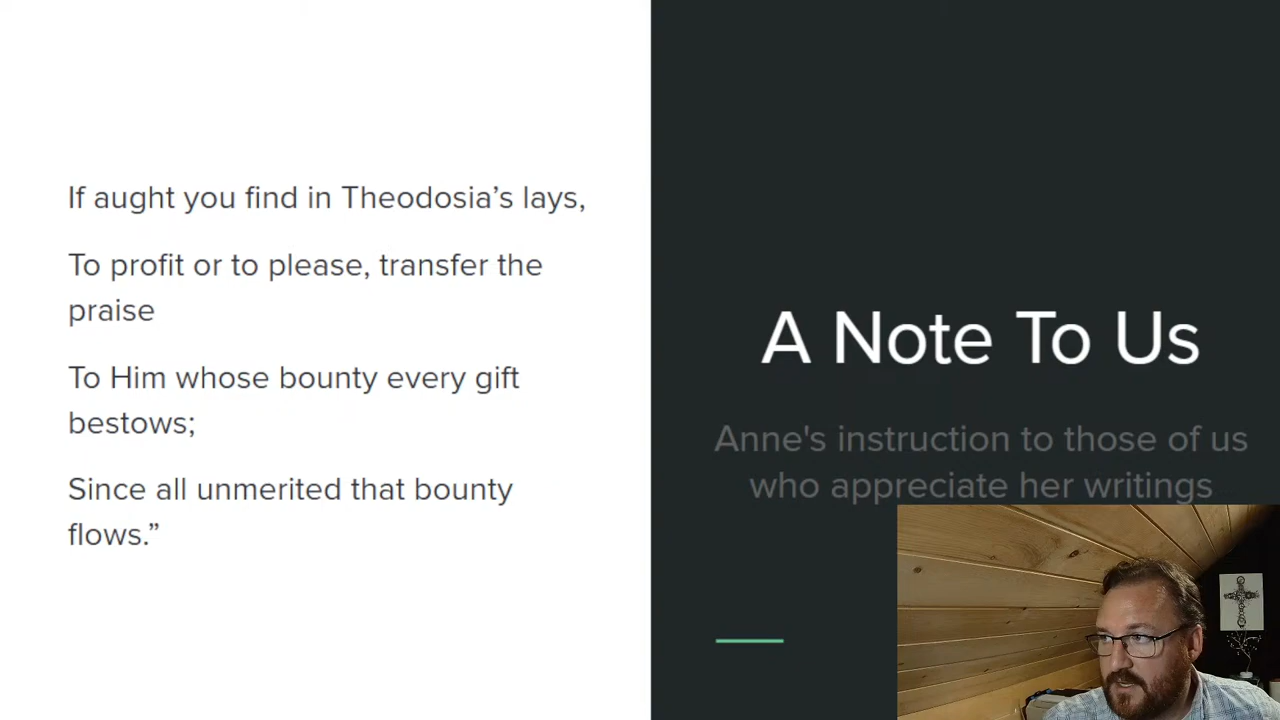 If aught you find in Theodosia’s lays,
To profit or to please, transfer the
praise
To Him whose bounty every gift
bestows;
Since all unmerited that bounty
flows.”
A Note To Us
Anne's instruction to those of us
who appreciate her writings